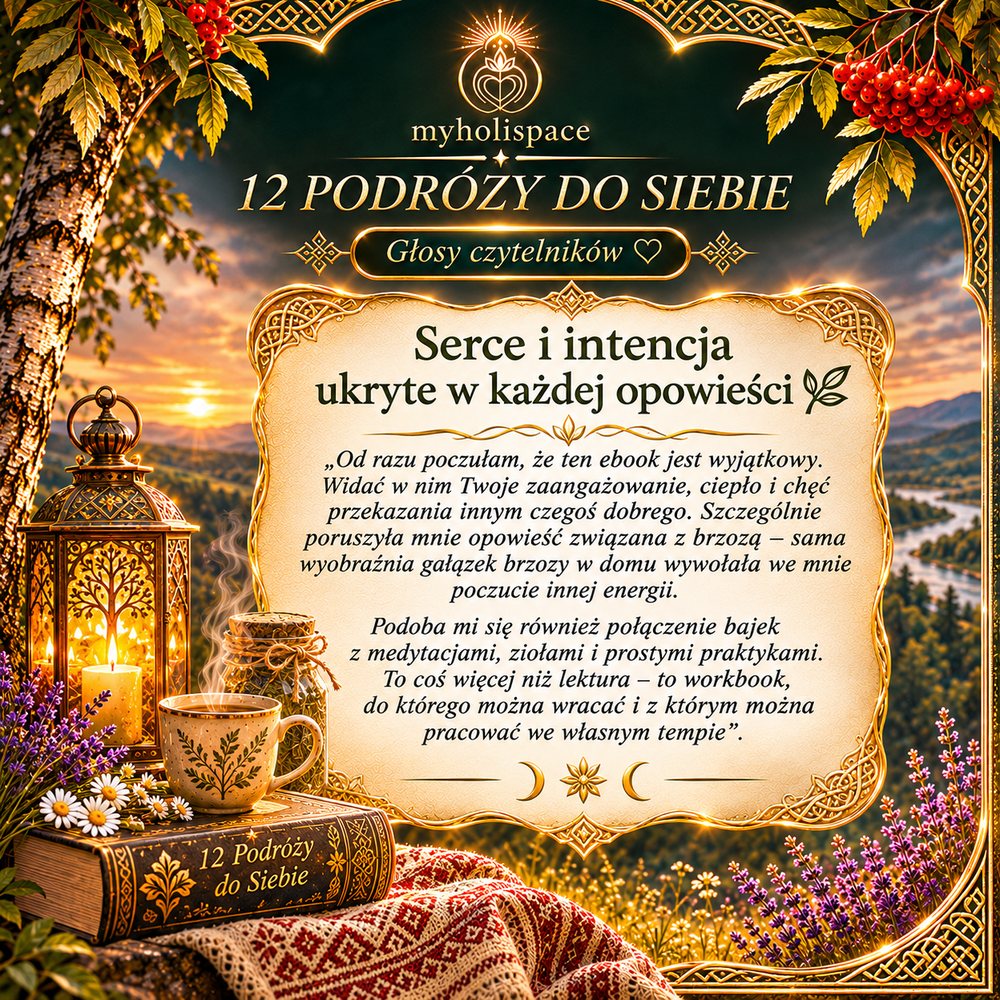 myholispace
12 PODRÓŻY DO SIEBIE
Głosy czytelników ♡
Serce i intencja
ukryte w każdej opowieści
„Od razu poczułam, że ten ebook jest wyjątkowy.
Widać w nim Twoje zaangażowanie, ciepło i chęć
przekazania innym czegoś dobrego. Szczególnie
poruszyła mnie opowieść związana z brzozą – sama
wyobraźnia gałązek brzozy w domu wywołała we mnie
poczucie innej energii.
Podoba mi się również połączenie bajek
z medytacjami, ziołami i prostymi praktykami.
To coś więcej niż lektura – to workbook,
do którego można wracać i z którym można
pracować we własnym tempie”.
12 Podróży
do Siebie